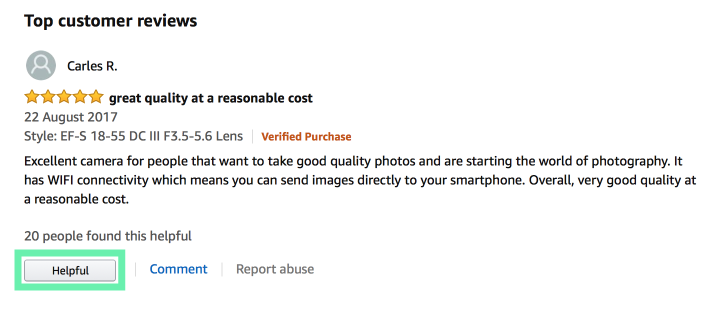 Top customer reviews
Carles R.
great quality at a reasonable cost
22 August 2017
Style: EF-S 18-55 DC III F3.5-5.6 Lens | Verified Purchase
Excellent camera for people that want to take good quality photos and are starting the world of photography. It
has WIFI connectivity which means you can send images directly to your smartphone. Overall, very good quality at
a reasonable cost.
20 people found this helpful
Helpful | Comment | Report abuse